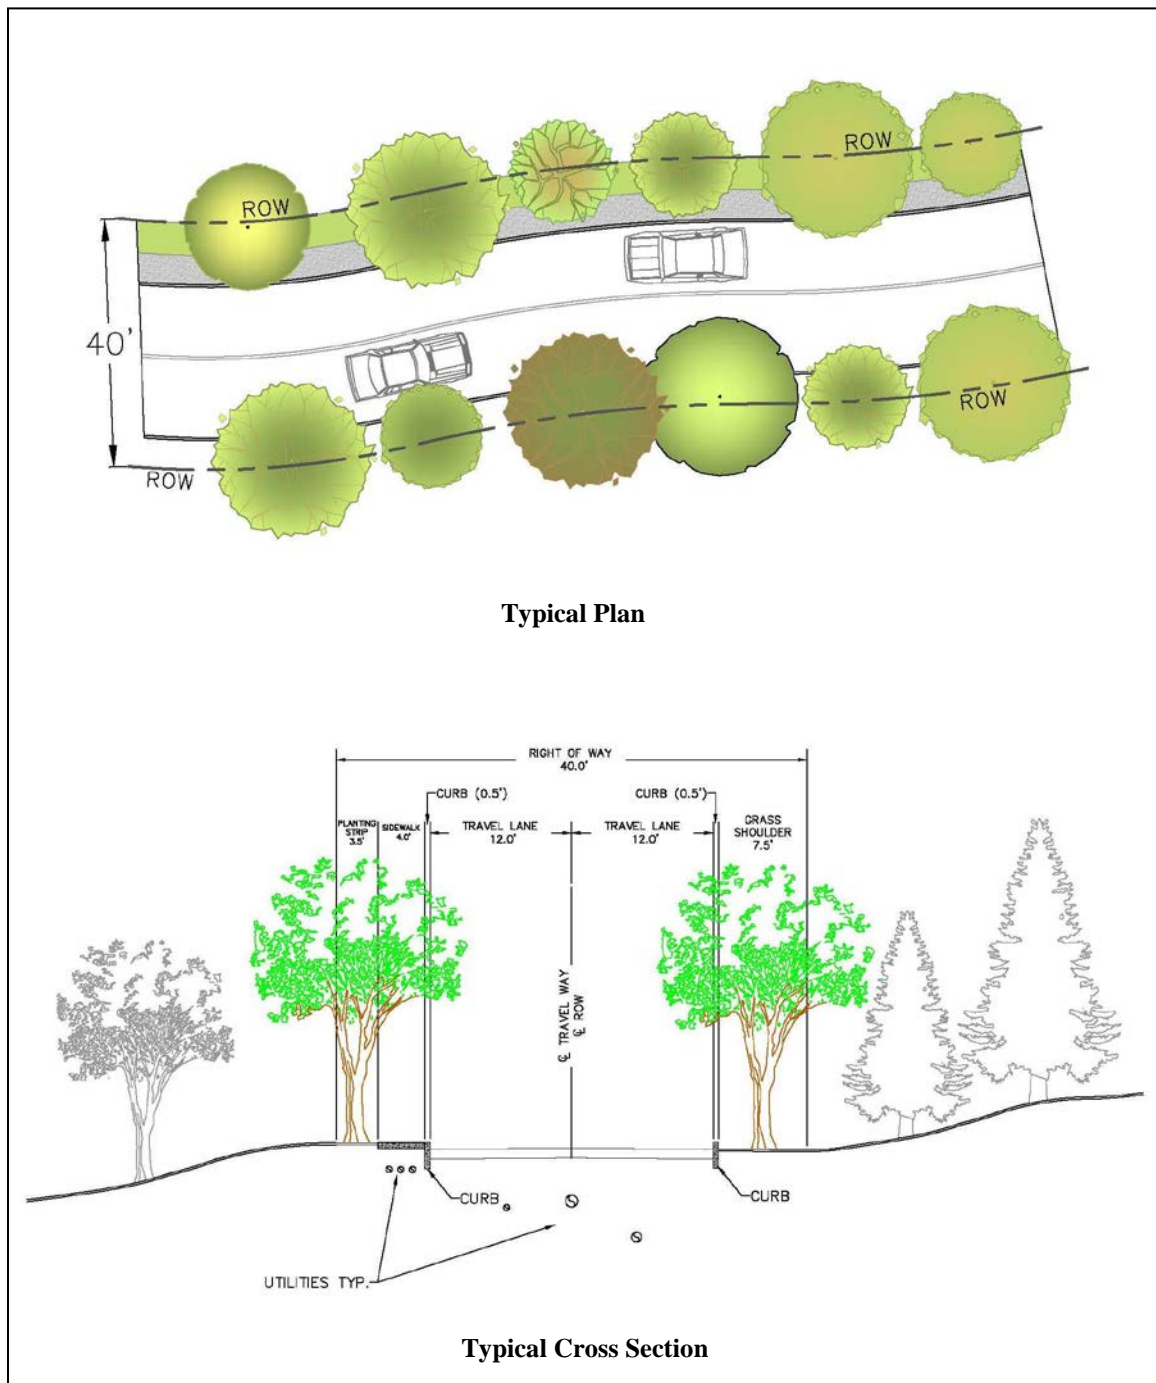 ROW
ROW
40'
ROW
ROW
Typical Plan
RIGHT OF WAY
40.0'
CURB (0.5')
CURB (0.5')
PLANTING
STRIP
3.5'
SIDEWALK
4.0'
TRAVEL LANE
12.0'
TRAVEL LANE
12.0'
GRASS
SHOULDER
7.5'
℄ TRAVEL WAY
℄ ROW
CURB
CURB
UTILITIES TYP.
Typical Cross Section